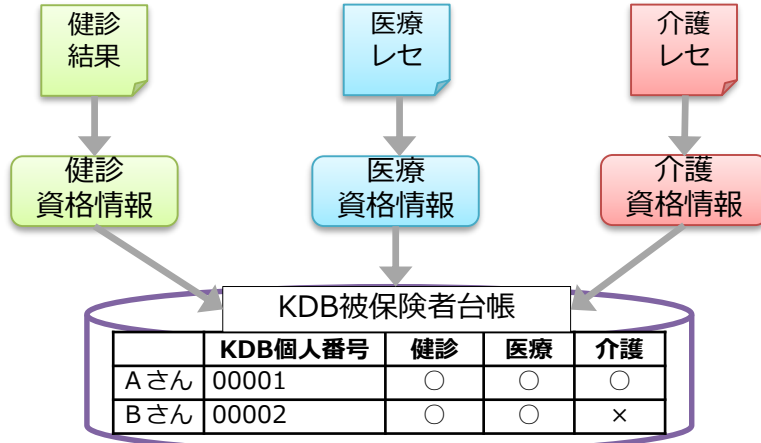 健診
結果
医療
レセ
介護
レセ
健診
資格情報
医療
資格情報
介護
資格情報
KDB被保険者台帳
KDB個人番号 健診 医療 介護
Aさん 00001 ○ ○ ○
Bさん 00002 ○ ○ ×